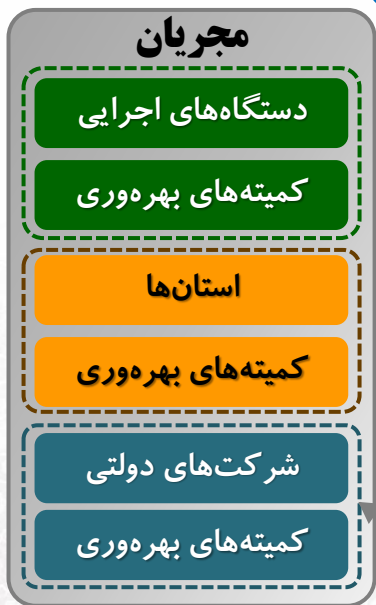 مجریان
دستگاه‌های اجرایی
کمیته‌های بهره‌وری
استان‌ها
کمیته‌های بهره‌وری
شرکت‌های دولتی
کمیته‌های بهره‌وری